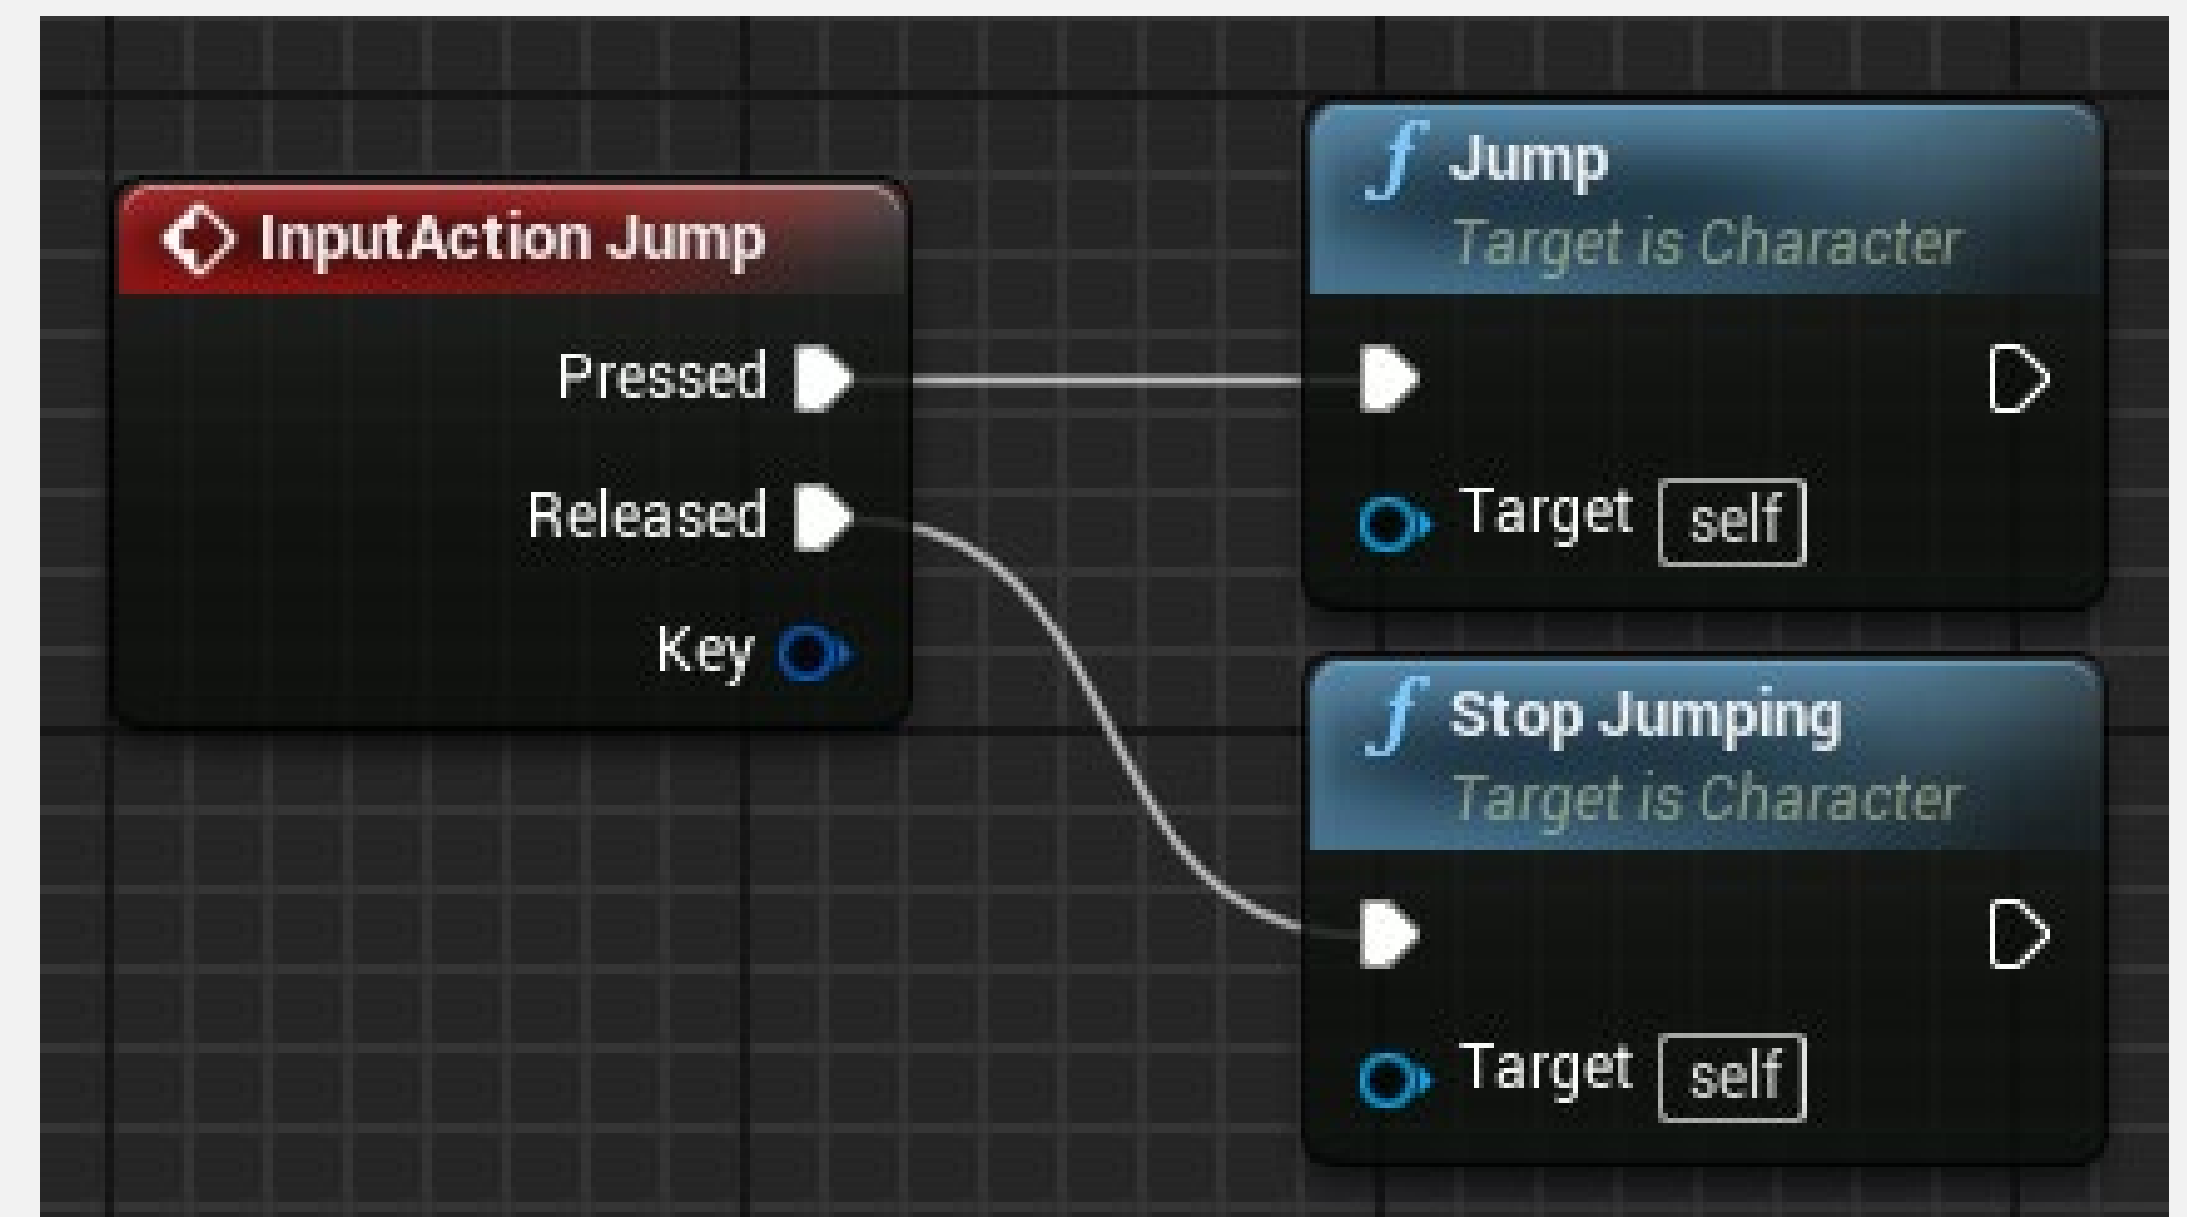 InputAction Jump
Pressed
Released
Key
Jump
Target is Character
Target self
Stop Jumping
Target is Character
Target self